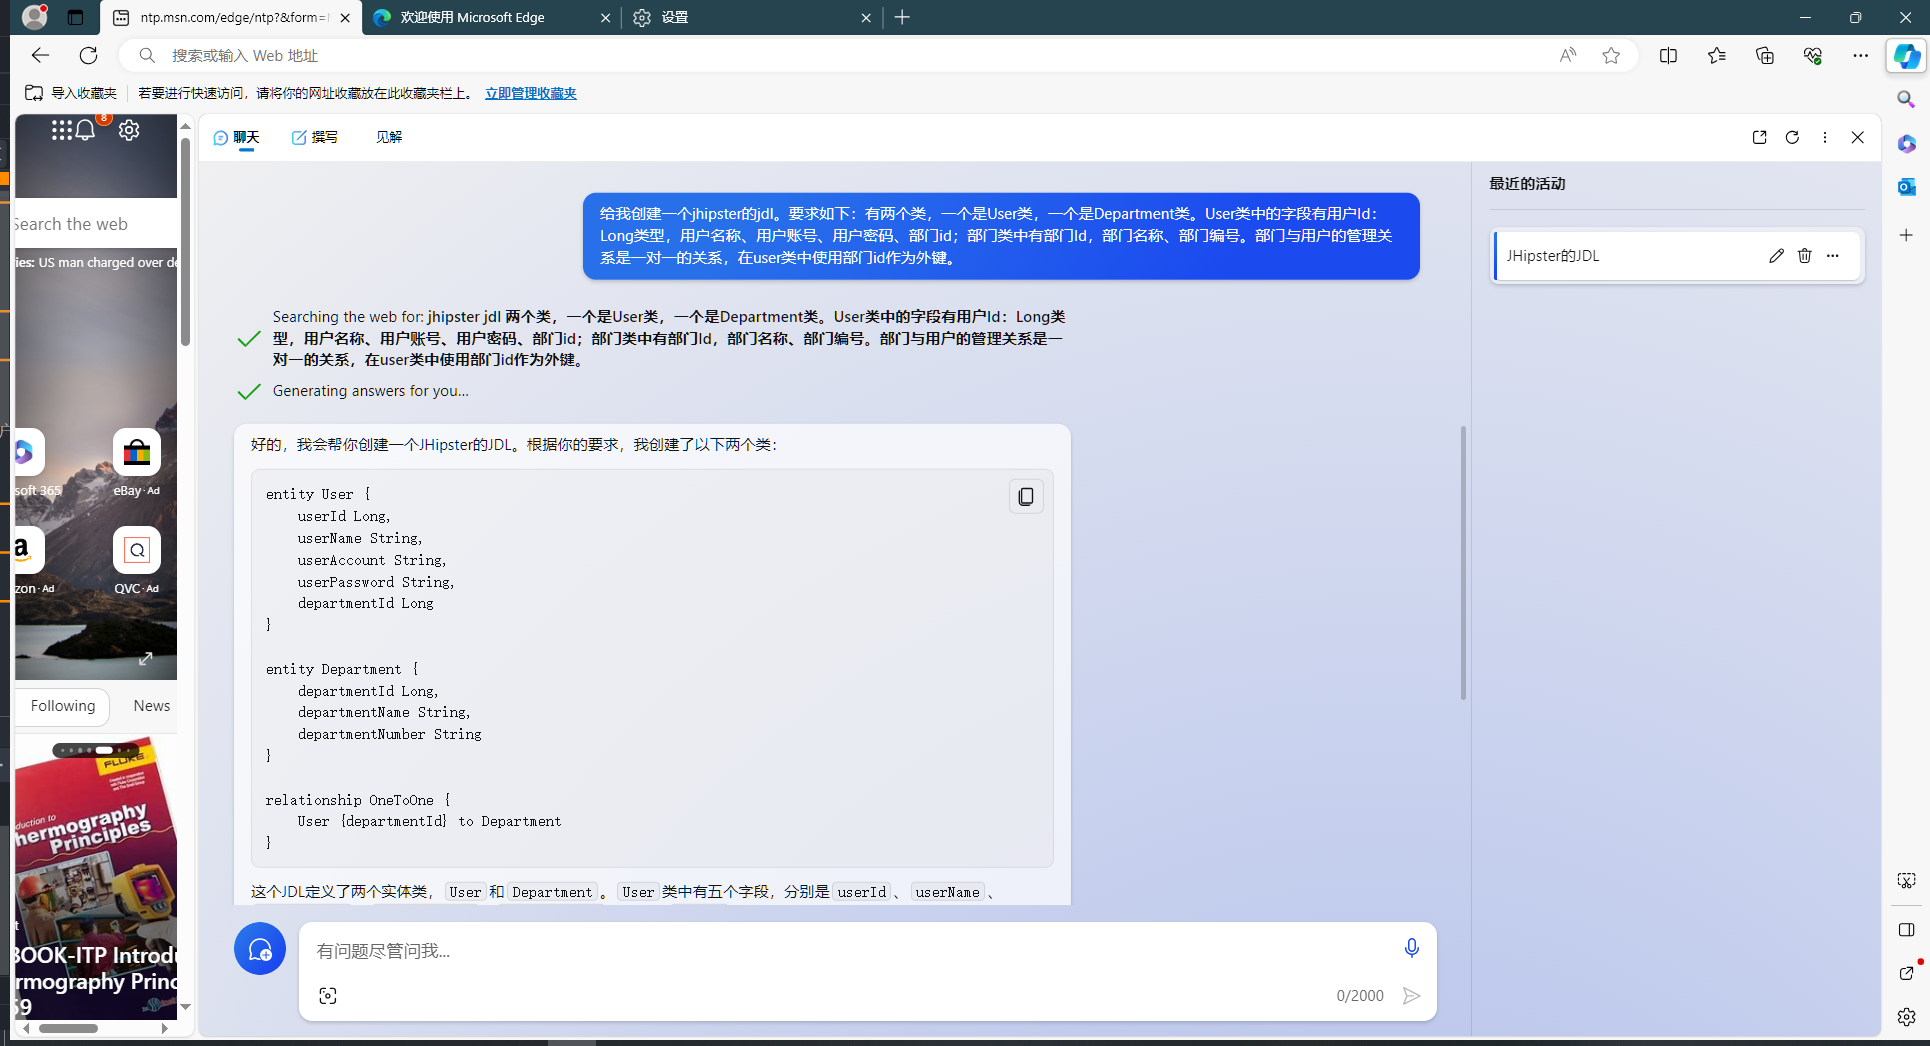 ntp.msn.com/edge/ntp?&form=
欢迎使用 Microsoft Edge
设置
搜索或输入 Web 地址
导入收藏夹
若要进行快速访问，请将你的网址收藏放在此收藏夹栏上。 立即管理收藏夹
8
聊天
撰写
见解
Search the web
ries: US man charged over de
soft 365
eBay · Ad
zon · Ad
QVC · Ad
Following
News
FLUKE
duction to
hermography
Principles
BOOK-ITP Introdu
rmography Princ
59
给我创建一个jhipster的jdl。要求如下：有两个类，一个是User类，一个是Department类。User类中的字段有用户Id：
Long类型，用户名称、用户账号、用户密码、部门id；部门类中有部门Id，部门名称、部门编号。部门与用户的管理关
系是一对一的关系，在user类中使用部门id作为外键。
Searching the web for: jhipster jdl 两个类，一个是User类，一个是Department类。User类中的字段有用户Id：Long类
型，用户名称、用户账号、用户密码、部门id；部门类中有部门Id，部门名称、部门编号。部门与用户的管理关系是一
对一的关系，在user类中使用部门id作为外键。
Generating answers for you...
好的，我会帮你创建一个JHipster的JDL。根据你的要求，我创建了以下两个类：
entity User {
userId Long,
userName String,
userAccount String,
userPassword String,
departmentId Long
}
entity Department {
departmentId Long,
departmentName String,
departmentNumber String
}
relationship OneToOne {
User {departmentId} to Department
}
这个JDL定义了两个实体类， User 和 Department 。 User 类中有五个字段，分别是 userId 、 userName 、
有问题尽管问我...
0/2000
最近的活动
JHipster的JDL